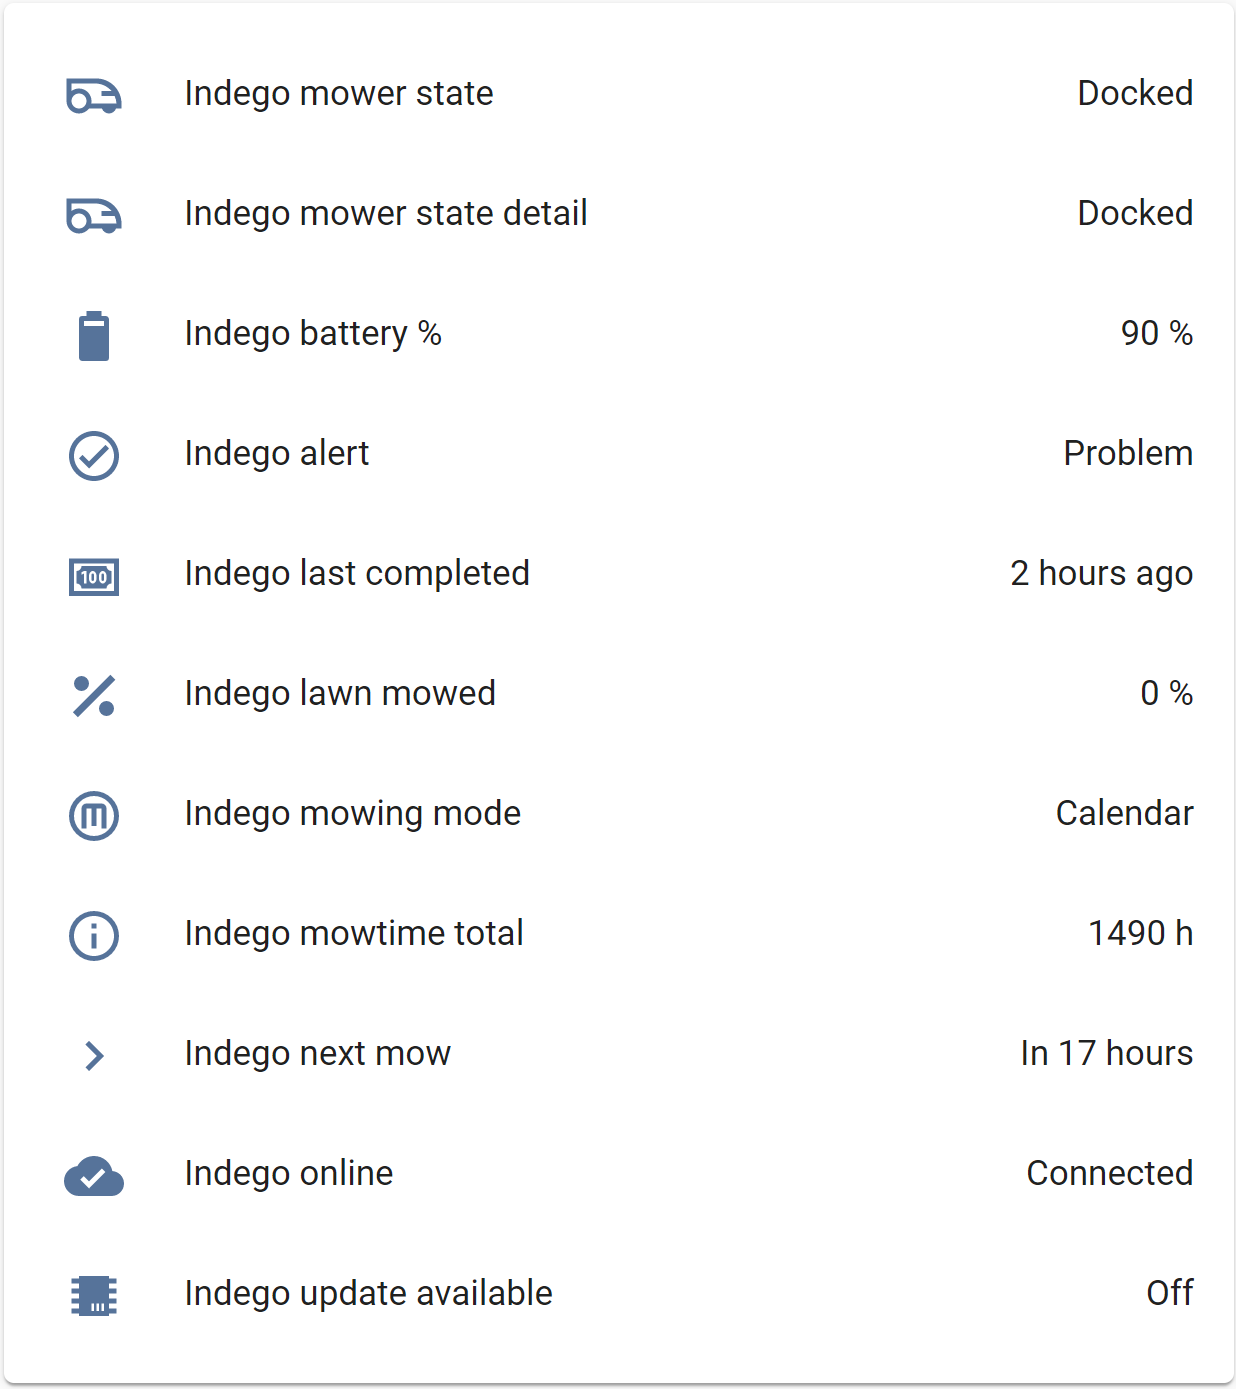 Indego mower state Docked
Indego mower state detail Docked
Indego battery % 90 %
Indego alert Problem
100 Indego last completed 2 hours ago
Indego lawn mowed 0 %
m Indego mowing mode Calendar
i Indego mowtime total 1490 h
Indego next mow In 17 hours
Indego online Connected
Indego update available Off